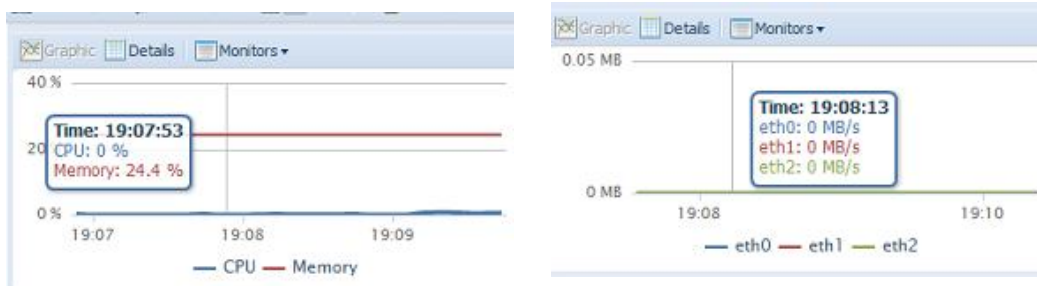 Graphic Details Monitors
40 %
Time: 19:07:53
20
CPU: 0 %
Memory: 24.4 %
0 %
19:07 19:08 19:09
CPU Memory
Graphic Details Monitors
0.05 MB
Time: 19:08:13
eth0: 0 MB/s
eth1: 0 MB/s
eth2: 0 MB/s
0 MB
19:08 19:10
eth0 eth1 eth2